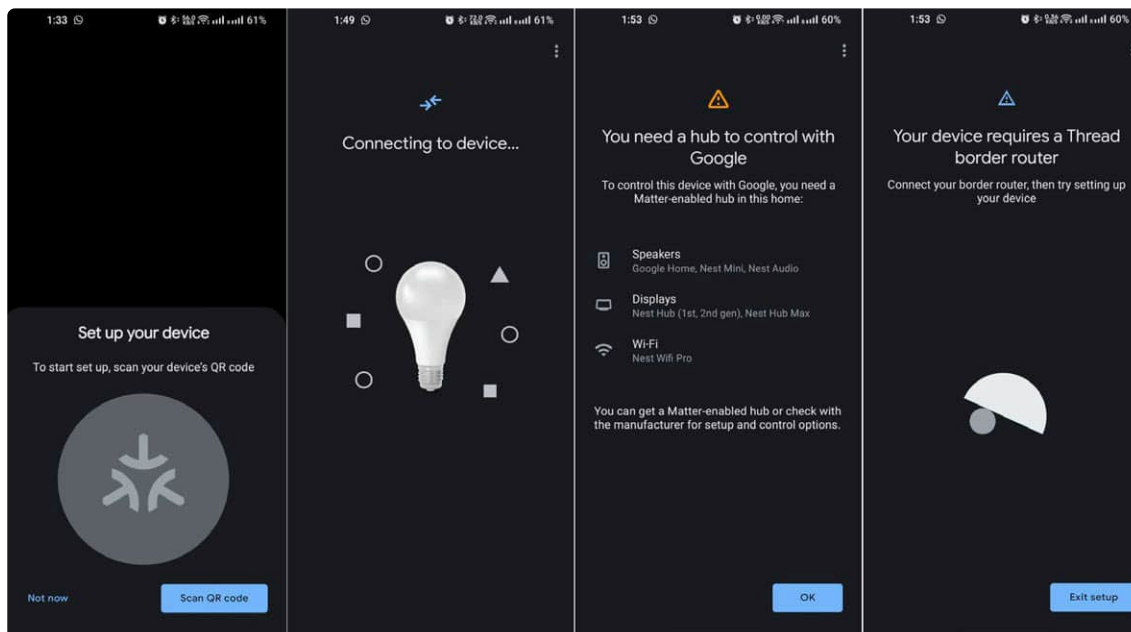 1:33
61%
Set up your device
To start set up, scan your device's QR code
Not now
Scan QR code
1:49
61%
Connecting to device...
1:53
60%
You need a hub to control with
Google
To control this device with Google, you need a
Matter-enabled hub in this home:
Speakers
Google Home, Nest Mini, Nest Audio
Displays
Nest Hub (1st, 2nd gen), Nest Hub Max
Wi-Fi
Nest Wifi Pro
You can get a Matter-enabled hub or check with
the manufacturer for setup and control options.
OK
1:53
60%
Your device requires a Thread
border router
Connect your border router, then try setting up
your device
Exit setup